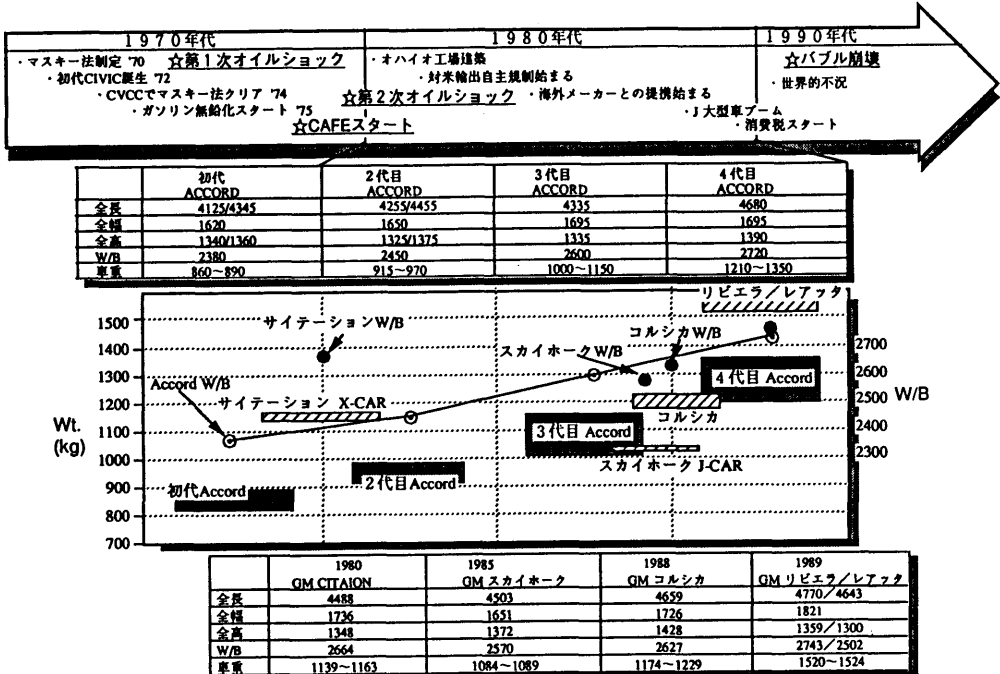 1970年代 1980年代 1990年代
・マスキー法制定 '70 ☆第1次オイルショック ・オハイオ工場建築 ☆バブル崩壊
・初代CIVIC誕生 '72 ・対米輸出自主規制始まる ・世界的不況
・CVCCでマスキー法クリア '74 ☆第2次オイルショック ・海外メーカーとの提携始まる
・ガソリン無鉛化スタート '75 ・J大型車ブーム
☆CAFEスタート ・消費税スタート
初代 2代目 3代目 4代目
ACCORD ACCORD ACCORD ACCORD
全長 4125/4345 4255/4455 4335 4680
全幅 1620 1650 1695 1695
全高 1340/1360 1325/1375 1335 1390
W/B 2380 2450 2600 2720
車重 860～890 915～970 1000～1150 1210～1350
リビエラ／レアッタ
サイテーションW/B
コルシカW/B
スカイホークW/B
Accord W/B
サイテーション X-CAR
4代目 Accord
コルシカ
3代目 Accord
スカイホーク J-CAR
2代目Accord
初代Accord
Wt.
(kg)
1500
1400
1300
1200
1100
1000
900
800
700
2700
2600
2500 W/B
2400
2300
1980 1985 1988 1989
GM CITAION GM スカイホーク GM コルシカ GM リビエラ／レアッタ
全長 4488 4503 4659 4770／4643
全幅 1736 1651 1726 1821
全高 1348 1372 1428 1359／1300
W/B 2664 2570 2627 2743／2502
車重 1139～1163 1084～1089 1174～1229 1520～1524